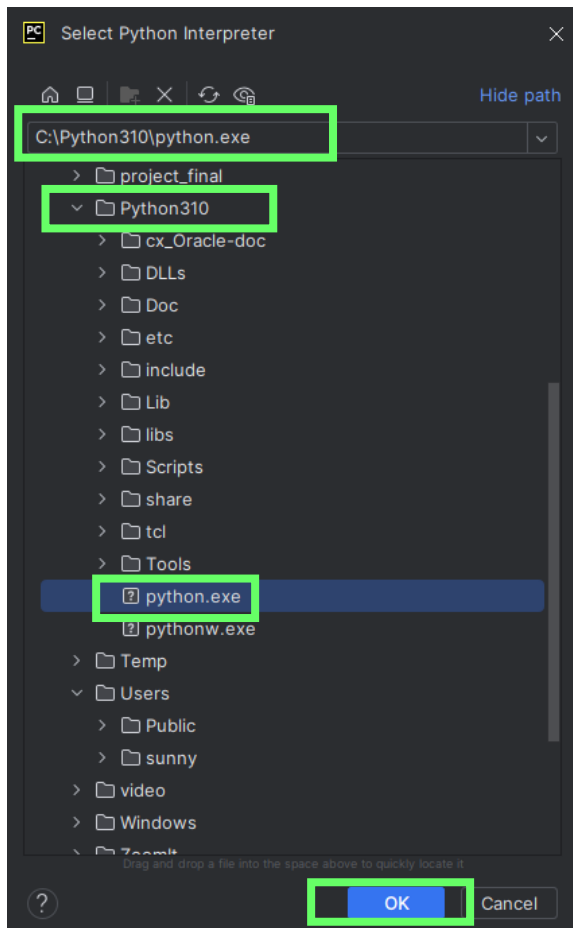 PC Select Python Interpreter
Hide path
C:\Python310\python.exe
project_final
Python310
cx_Oracle-doc
DLLs
Doc
etc
include
Lib
libs
Scripts
share
tcl
Tools
? python.exe
? pythonw.exe
Temp
Users
Public
sunny
video
Windows
ZoomIt
Drag and drop a file into the space above to quickly locate it
? OK Cancel